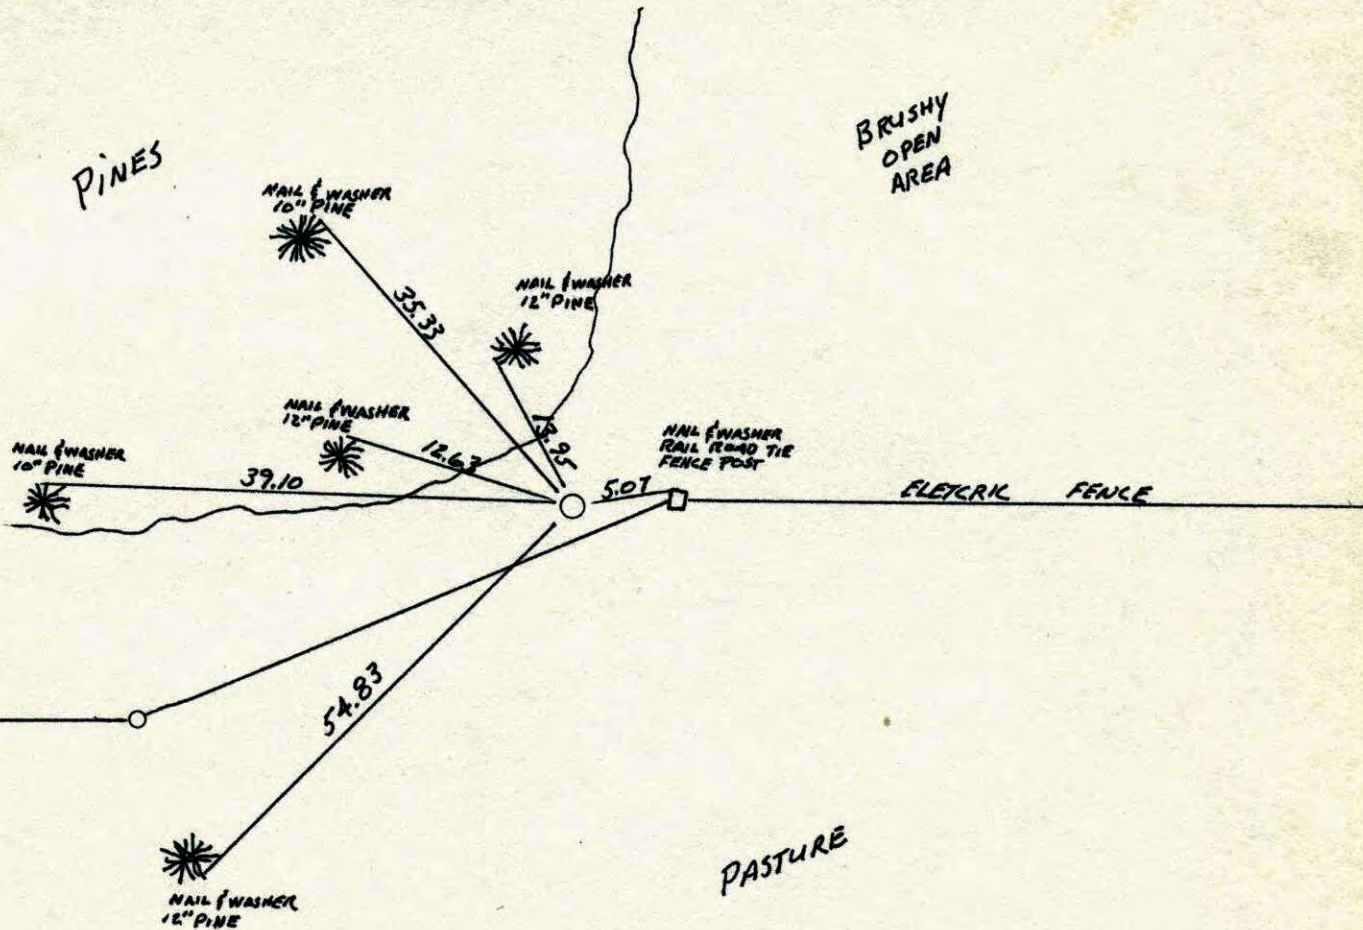 BRUSHY
OPEN
AREA
PINES
NAIL & WASHER
10" PINE
NAIL & WASHER
12" PINE
35.33
NAIL & WASHER
12" PINE
13.95
NAIL & WASHER
RAIL ROAD TIE
FENCE POST
NAIL & WASHER
10" PINE
12.63
39.10
5.07
ELETCRIC FENCE
54.83
PASTURE
NAIL & WASHER
12" PINE